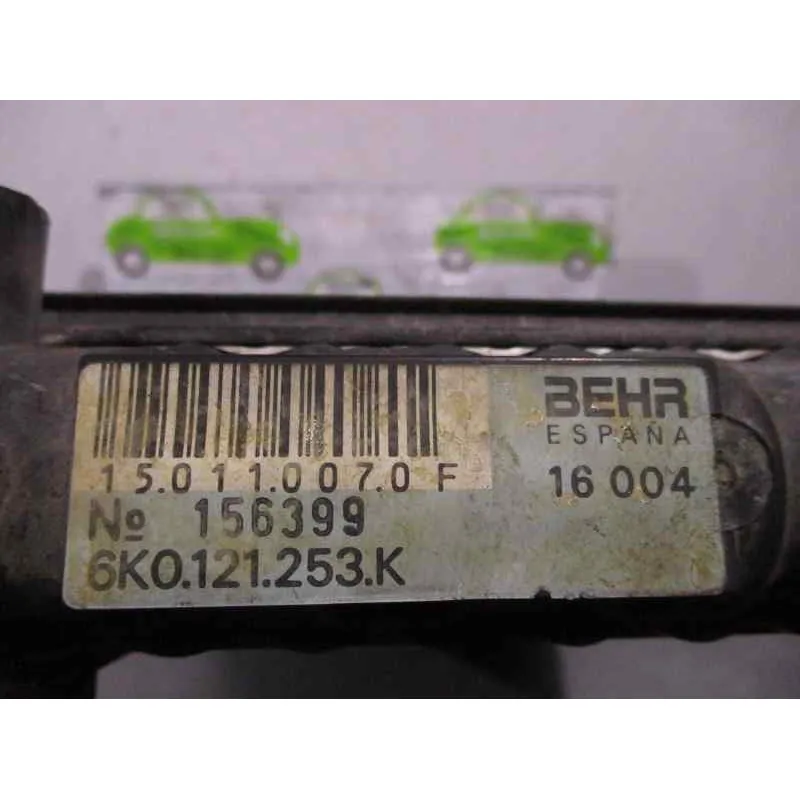 BEHR
ESPAÑA
15.011.0070 F
16 004
Nº 156399
6K0.121.253.K